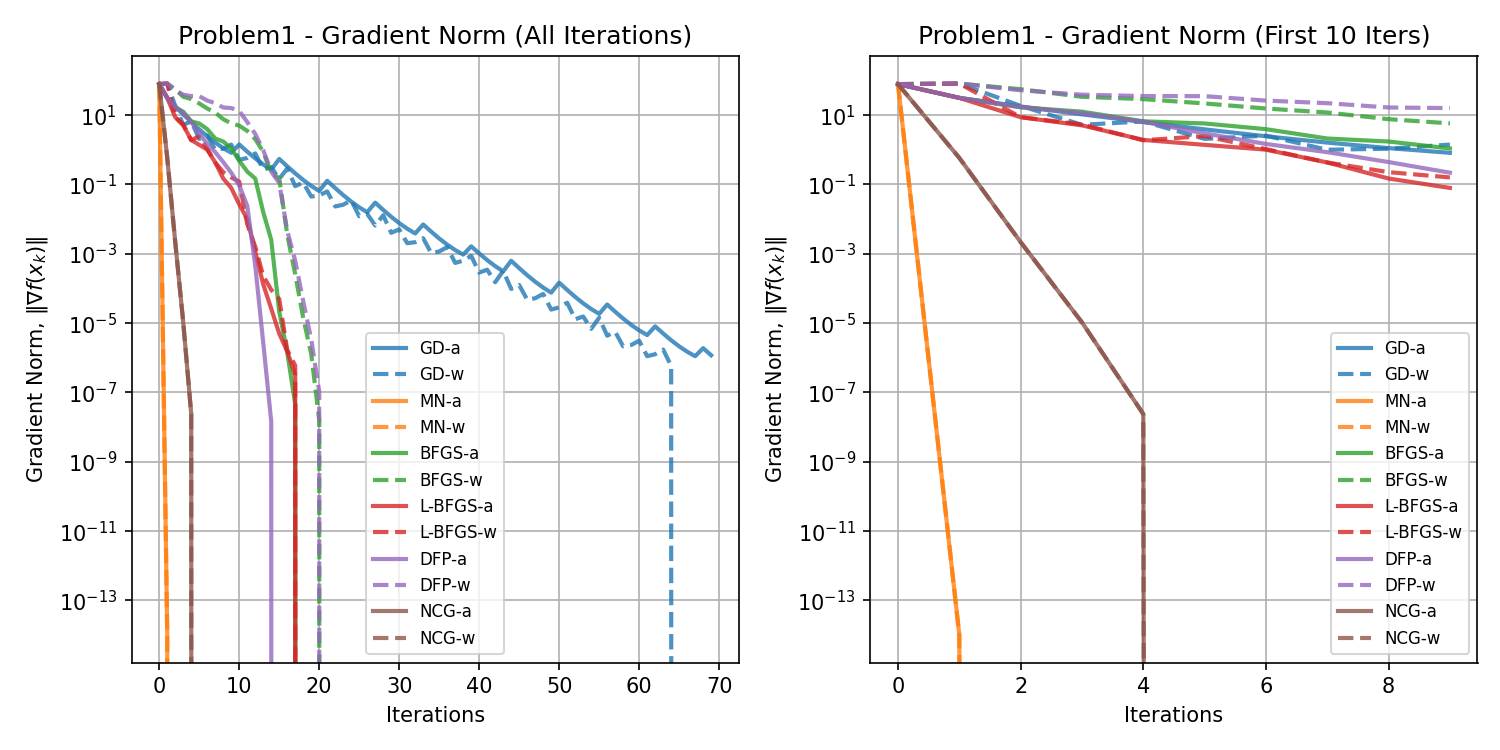 Problem1 - Gradient Norm (All Iterations)
Gradient Norm, ‖∇f(x_k)‖
10^1
10^−1
10^−3
10^−5
10^−7
10^−9
10^−11
10^−13
GD-a
GD-w
MN-a
MN-w
BFGS-a
BFGS-w
L-BFGS-a
L-BFGS-w
DFP-a
DFP-w
NCG-a
NCG-w
0 10 20 30 40 50 60 70
Iterations
Problem1 - Gradient Norm (First 10 Iters)
Gradient Norm, ‖∇f(x_k)‖
10^1
10^−1
10^−3
10^−5
10^−7
10^−9
10^−11
10^−13
GD-a
GD-w
MN-a
MN-w
BFGS-a
BFGS-w
L-BFGS-a
L-BFGS-w
DFP-a
DFP-w
NCG-a
NCG-w
0 2 4 6 8
Iterations